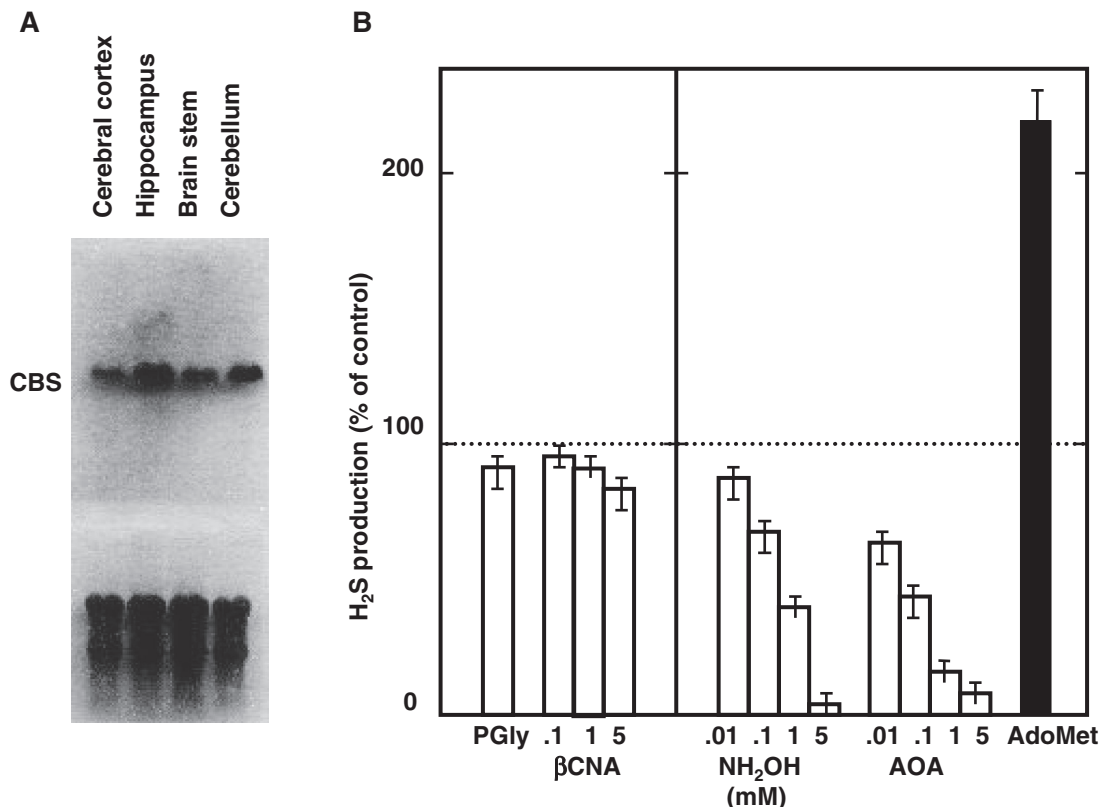 A
Cerebral cortex
Hippocampus
Brain stem
Cerebellum
CBS
B
H₂S production (% of control)
200
100
0
PGly .1 1 5 .01 .1 1 5 .01 .1 1 5 AdoMet
βCNA NH₂OH AOA
(mM)